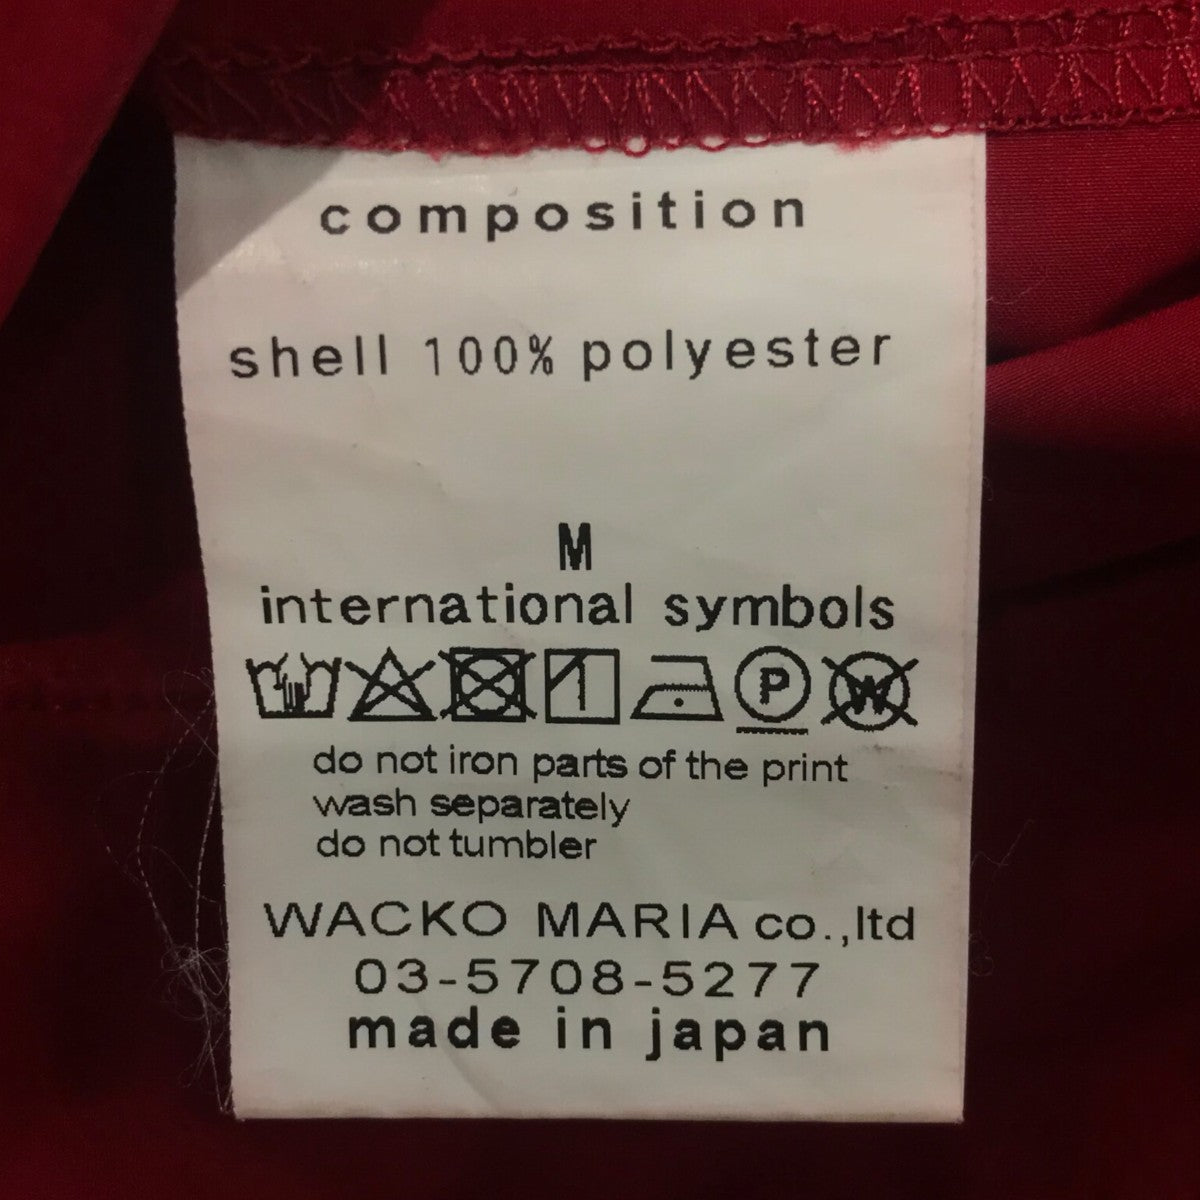 composition
shell 100% polyester
M
international symbols
P W
do not iron parts of the print
wash separately
do not tumbler
WACKO MARIA co.,ltd
03-5708-5277
made in japan